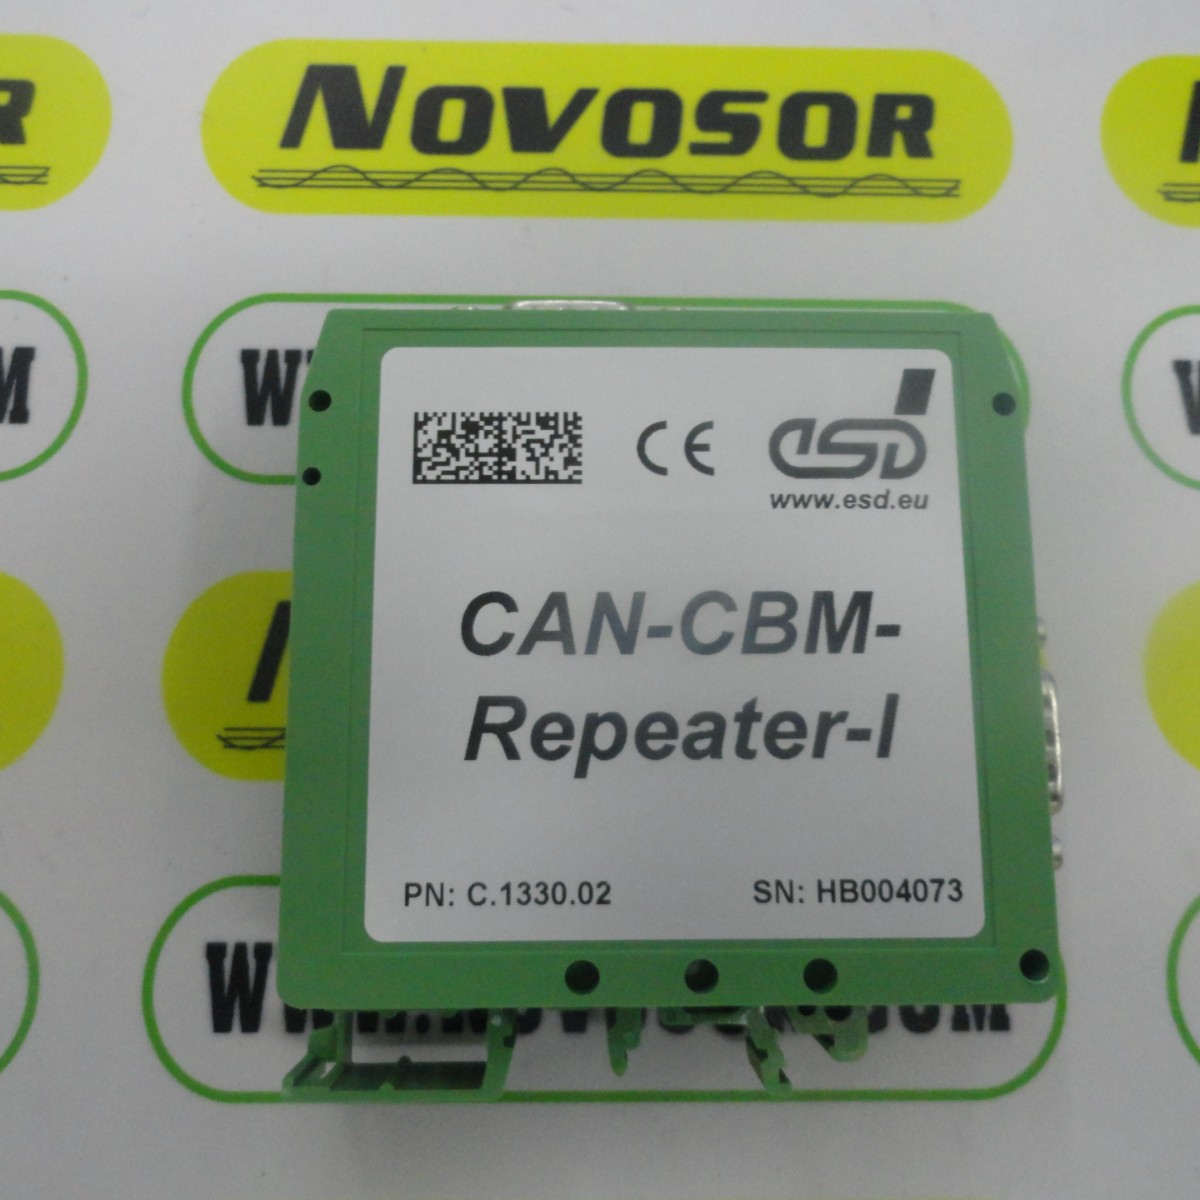 NOVOSOR
CE
esd
www.esd.eu
CAN-CBM-
Repeater-I
PN: C.1330.02
SN: HB004073